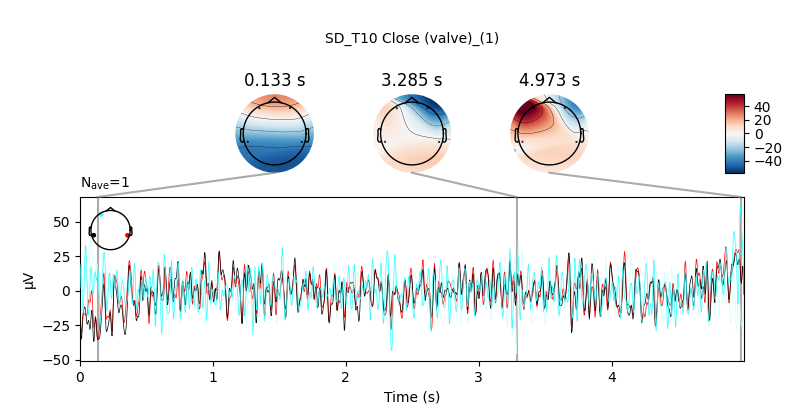 SD_T10 Close (valve)_(1)
0.133 s 3.285 s 4.973 s
40
20
0
−20
−40
Nave=1
50
25
0
−25
−50
µV
0 1 2 3 4
Time (s)